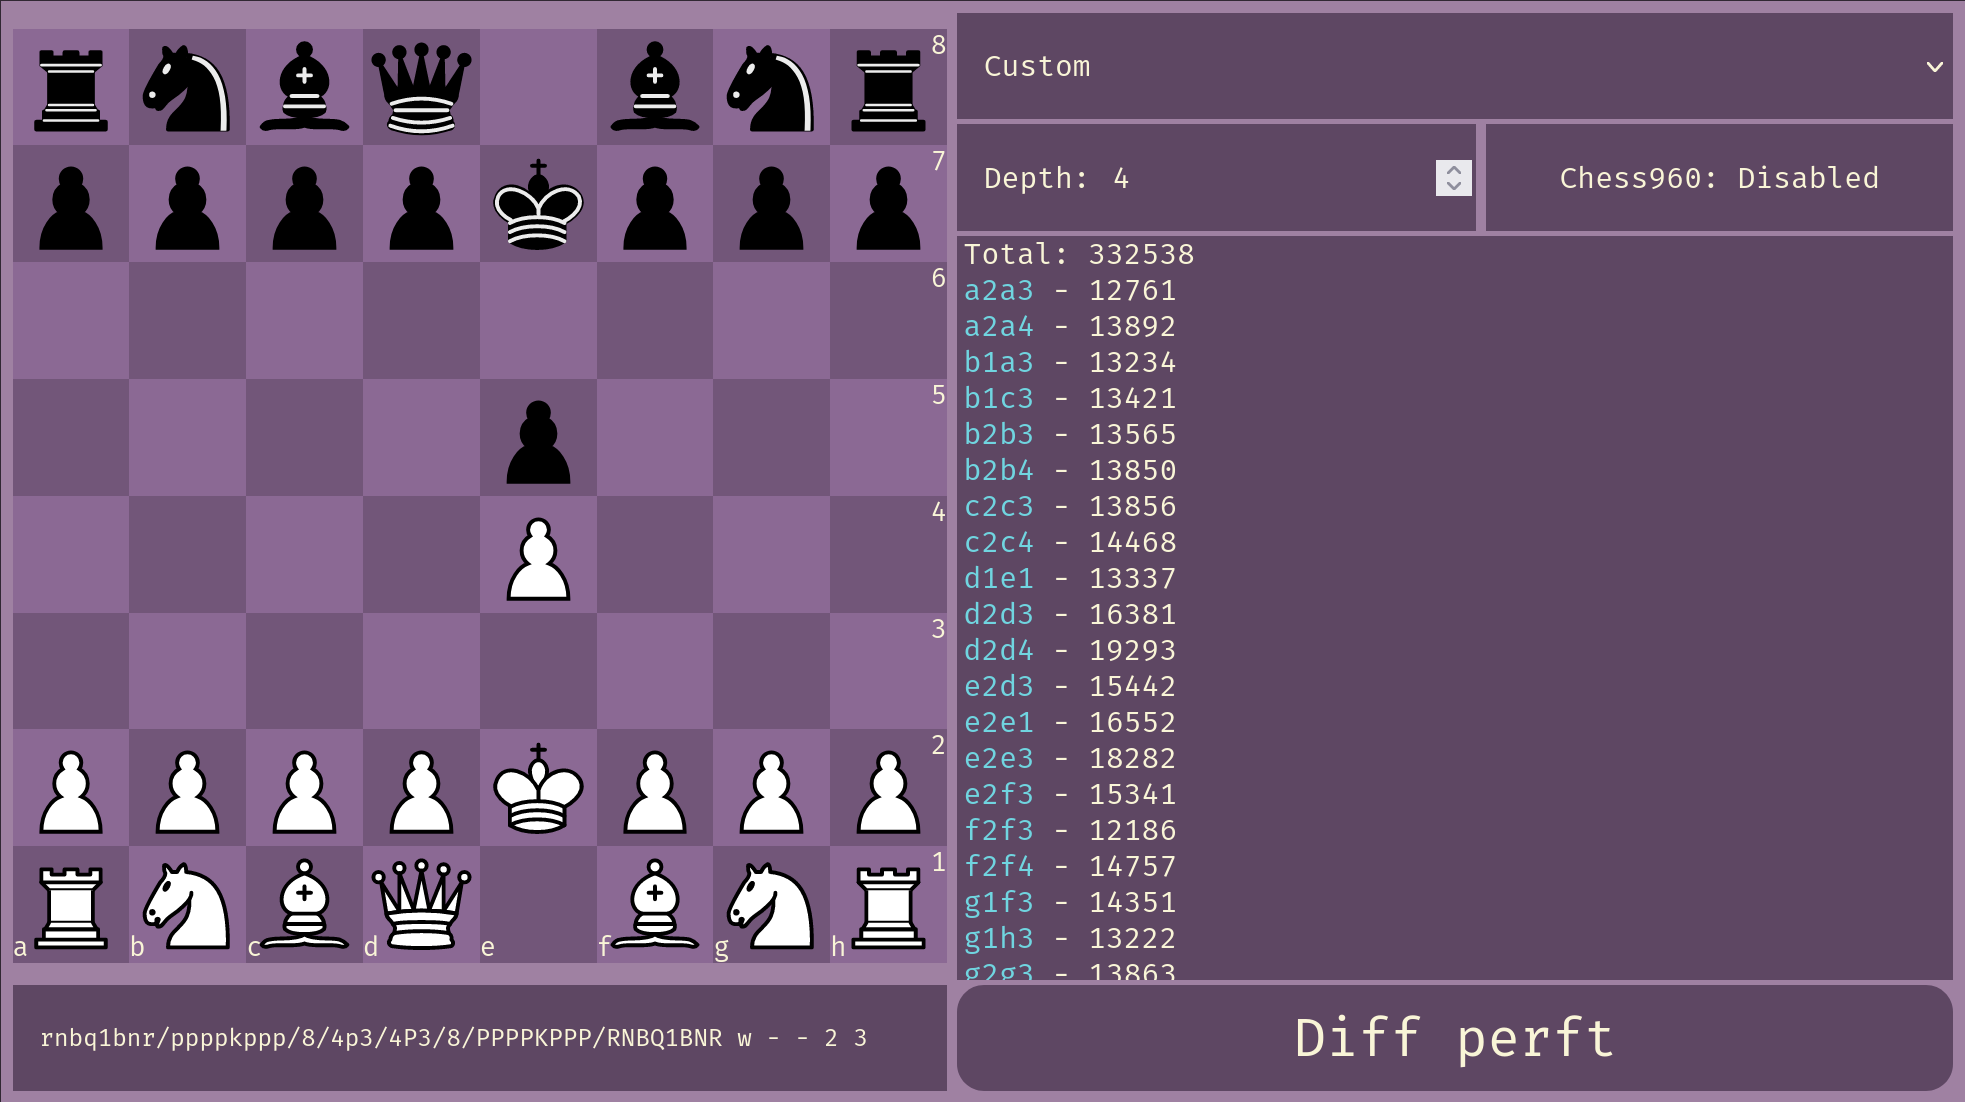 8
7
6
5
4
3
2
1
a b c d e f g h
rnbq1bnr/ppppkppp/8/4p3/4P3/8/PPPPKPPP/RNBQ1BNR w - - 2 3
Custom
Depth: 4
Chess960: Disabled
Total: 332538
a2a3 - 12761
a2a4 - 13892
b1a3 - 13234
b1c3 - 13421
b2b3 - 13565
b2b4 - 13850
c2c3 - 13856
c2c4 - 14468
d1e1 - 13337
d2d3 - 16381
d2d4 - 19293
e2d3 - 15442
e2e1 - 16552
e2e3 - 18282
e2f3 - 15341
f2f3 - 12186
f2f4 - 14757
g1f3 - 14351
g1h3 - 13222
g2g3 - 13863
Diff perft